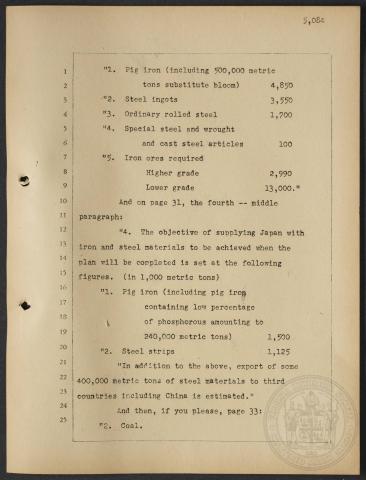 5,082
1 "1. Pig iron (including 500,000 metric
2 tons substitute bloom) 4,850
3 "2. Steel ingots 3,550
4 "3. Ordinary rolled steel 1,700
5 "4. Special steel and wrought
6 and cast steel articles 100
7 "5. Iron ores required
8 Higher grade 2,990
9 Lower grade 13,000."
10 And on page 31, the fourth -- middle
11 paragraph:
12 "4. The objective of supplying Japan with
13 iron and steel materials to be achieved when the
14 plan will be completed is set at the following
15 figures. (in 1,000 metric tons)
16 "1. Pig iron (including pig iron
17 containing low percentage
18 of phosphorous amounting to
19 240,000 metric tons) 1,500
20 "2. Steel strips 1,125
21 "In addition to the above, export of some
22 400,000 metric tons of steel materials to third
23 countries including China is estimated."
24 And then, if you please, page 33:
25 "2. Coal.